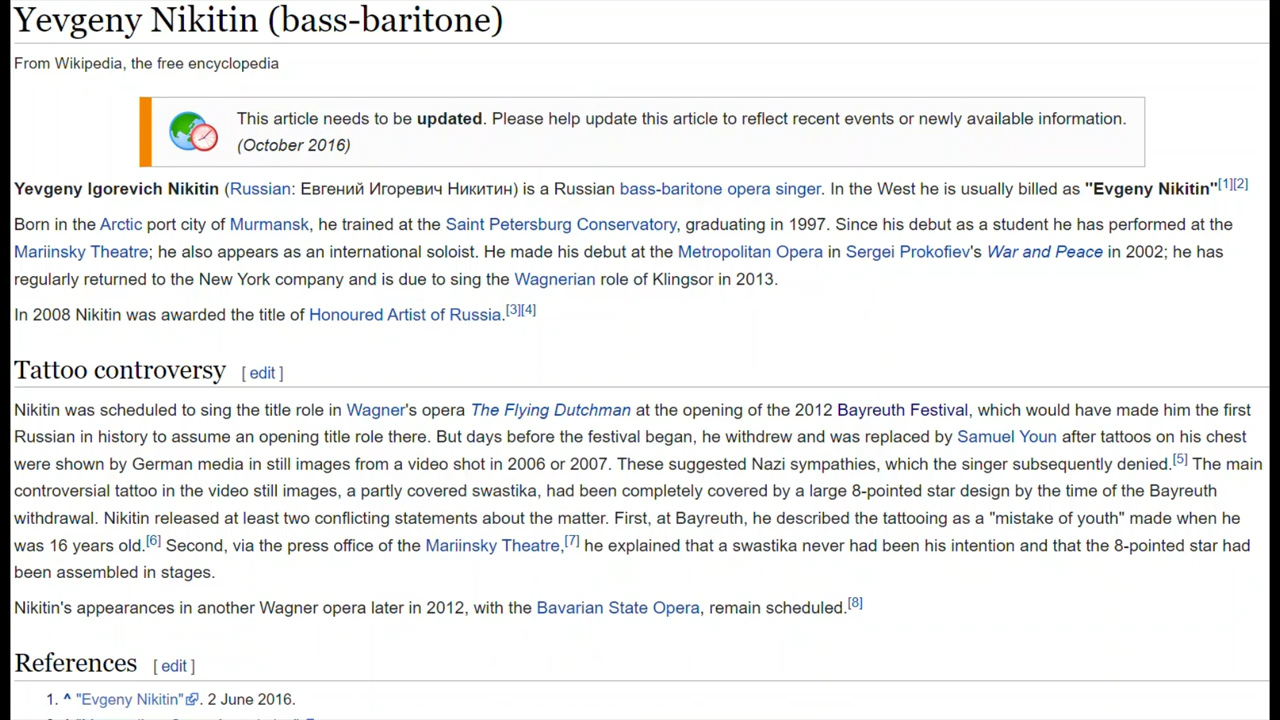 Yevgeny Nikitin (bass-baritone)
From Wikipedia, the free encyclopedia
This article needs to be updated. Please help update this article to reflect recent events or newly available information.
(October 2016)
Yevgeny Igorevich Nikitin (Russian: Евгений Игоревич Никитин) is a Russian bass-baritone opera singer. In the West he is usually billed as "Evgeny Nikitin"[1][2]
Born in the Arctic port city of Murmansk, he trained at the Saint Petersburg Conservatory, graduating in 1997. Since his debut as a student he has performed at the
Mariinsky Theatre; he also appears as an international soloist. He made his debut at the Metropolitan Opera in Sergei Prokofiev's War and Peace in 2002; he has
regularly returned to the New York company and is due to sing the Wagnerian role of Klingsor in 2013.
In 2008 Nikitin was awarded the title of Honoured Artist of Russia.[3][4]
Tattoo controversy [ edit ]
Nikitin was scheduled to sing the title role in Wagner's opera The Flying Dutchman at the opening of the 2012 Bayreuth Festival, which would have made him the first
Russian in history to assume an opening title role there. But days before the festival began, he withdrew and was replaced by Samuel Youn after tattoos on his chest
were shown by German media in still images from a video shot in 2006 or 2007. These suggested Nazi sympathies, which the singer subsequently denied.[5] The main
controversial tattoo in the video still images, a partly covered swastika, had been completely covered by a large 8-pointed star design by the time of the Bayreuth
withdrawal. Nikitin released at least two conflicting statements about the matter. First, at Bayreuth, he described the tattooing as a "mistake of youth" made when he
was 16 years old.[6] Second, via the press office of the Mariinsky Theatre,[7] he explained that a swastika never had been his intention and that the 8-pointed star had
been assembled in stages.
Nikitin's appearances in another Wagner opera later in 2012, with the Bavarian State Opera, remain scheduled.[8]
References [ edit ]
1. ^ "Evgeny Nikitin". 2 June 2016.